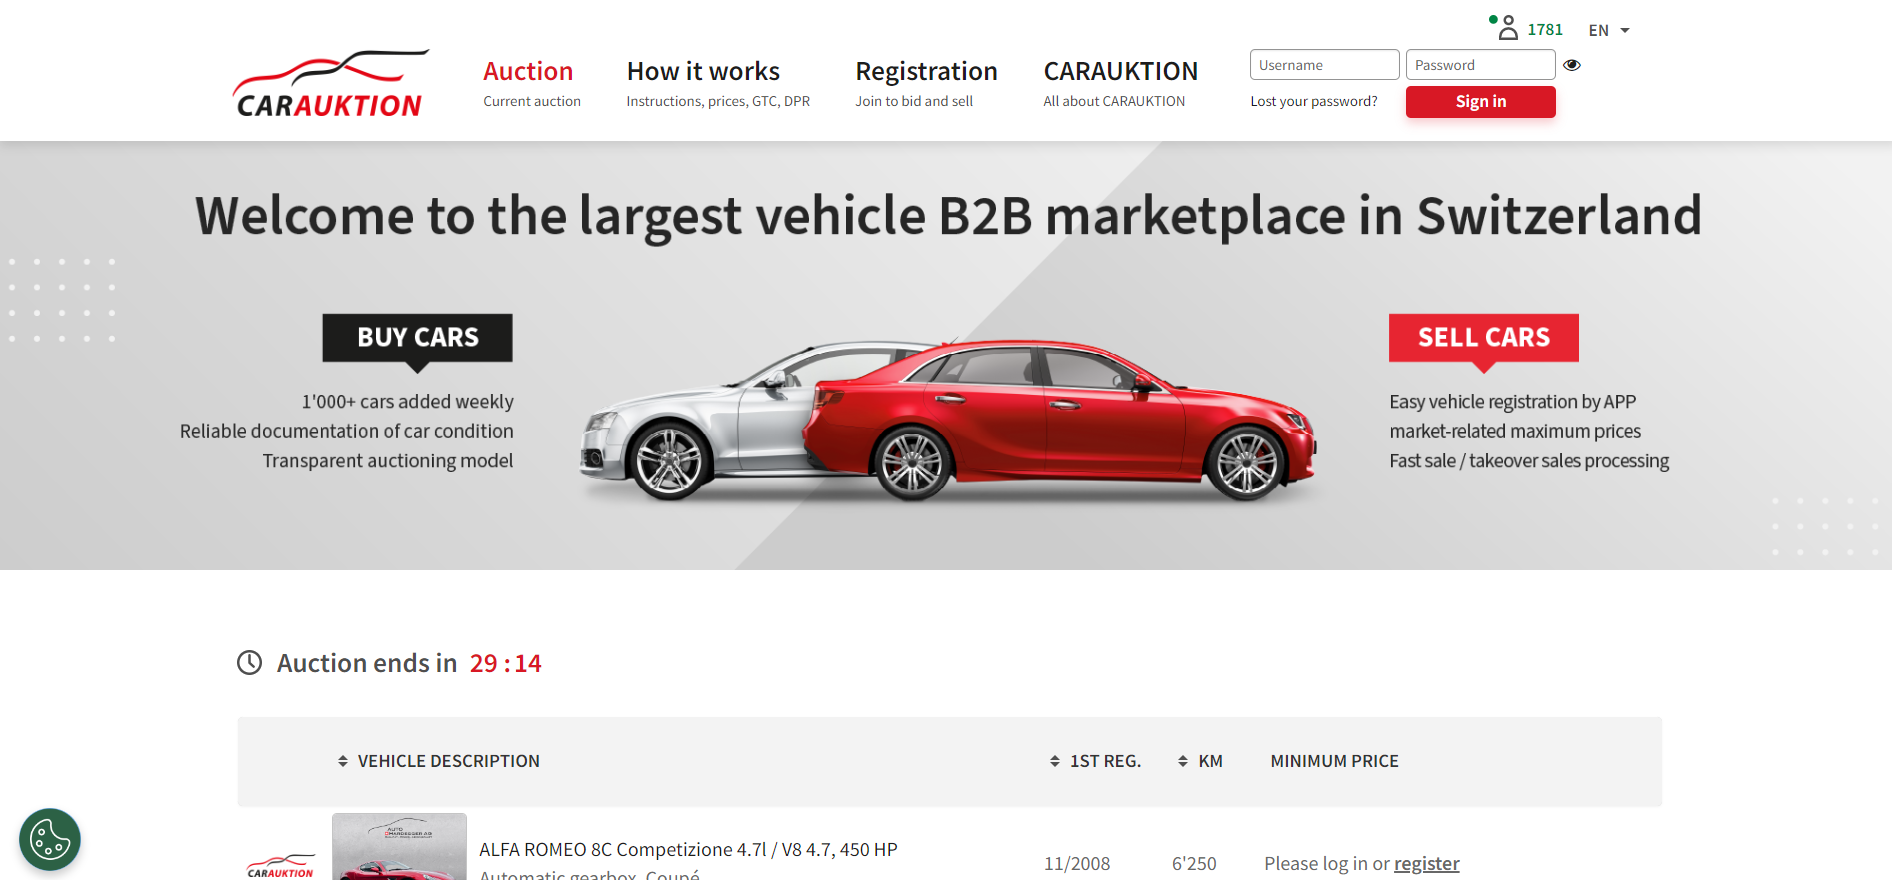 1781
EN
CARAUKTION
Auction
Current auction
How it works
Instructions, prices, GTC, DPR
Registration
Join to bid and sell
CARAUKTION
All about CARAUKTION
Username
Password
Lost your password?
Sign in
Welcome to the largest vehicle B2B marketplace in Switzerland
BUY CARS
1'000+ cars added weekly
Reliable documentation of car condition
Transparent auctioning model
SELL CARS
Easy vehicle registration by APP
market-related maximum prices
Fast sale / takeover sales processing
Auction ends in 29 : 14
VEHICLE DESCRIPTION
1ST REG.
KM
MINIMUM PRICE
CARAUKTION
ALFA ROMEO 8C Competizione 4.7l / V8 4.7, 450 HP
Automatic gearbox, Coupé
11/2008
6'250
Please log in or register